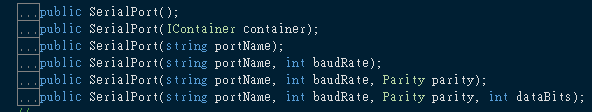 ...public SerialPort();
...public SerialPort(IContainer container);
...public SerialPort(string portName);
...public SerialPort(string portName, int baudRate);
...public SerialPort(string portName, int baudRate, Parity parity);
...public SerialPort(string portName, int baudRate, Parity parity, int dataBits);